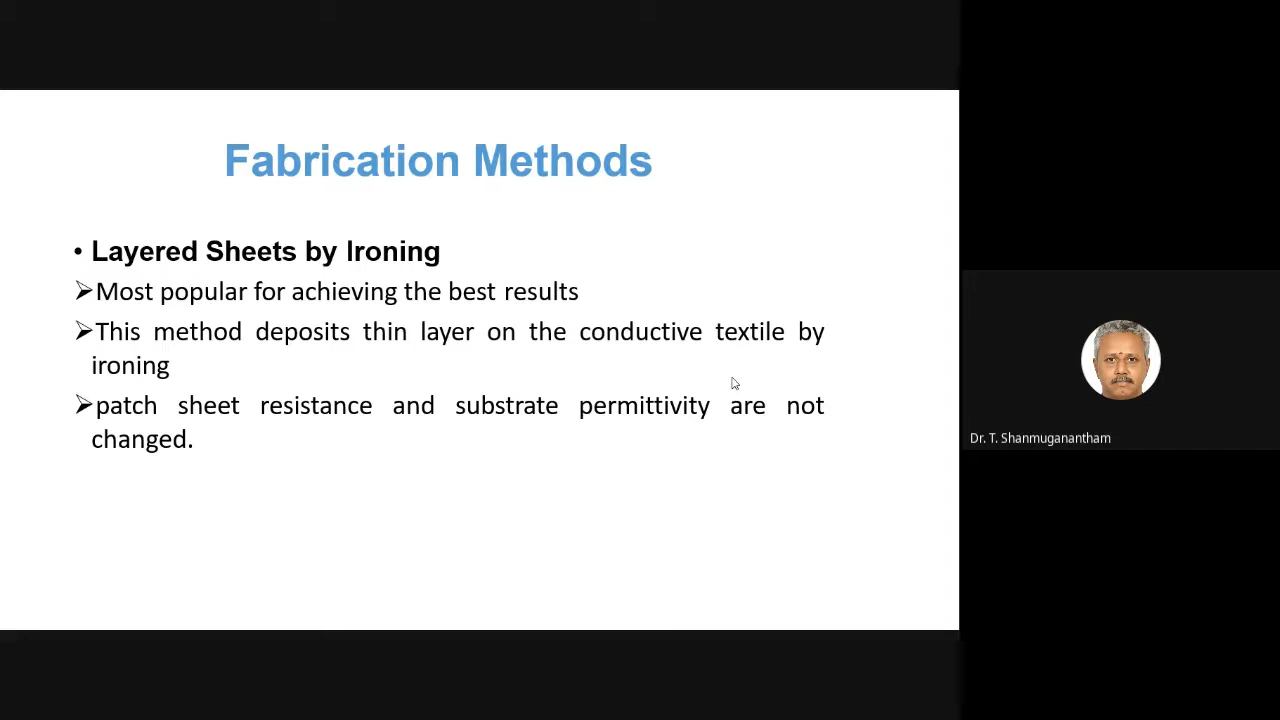 Fabrication Methods
• Layered Sheets by Ironing
➢Most popular for achieving the best results
➢This method deposits thin layer on the conductive textile by
ironing
➢patch sheet resistance and substrate permittivity are not
changed.
Dr. T. Shanmuganantham